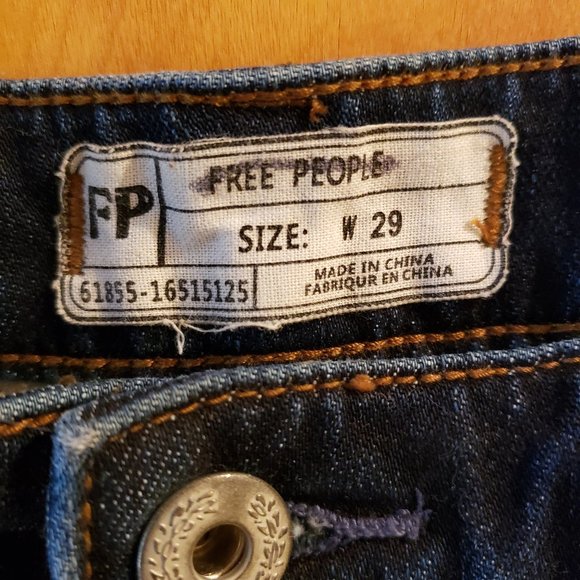 FP
FREE PEOPLE
SIZE: W 29
61855-16515125
MADE IN CHINA
FABRIQUR EN CHINA